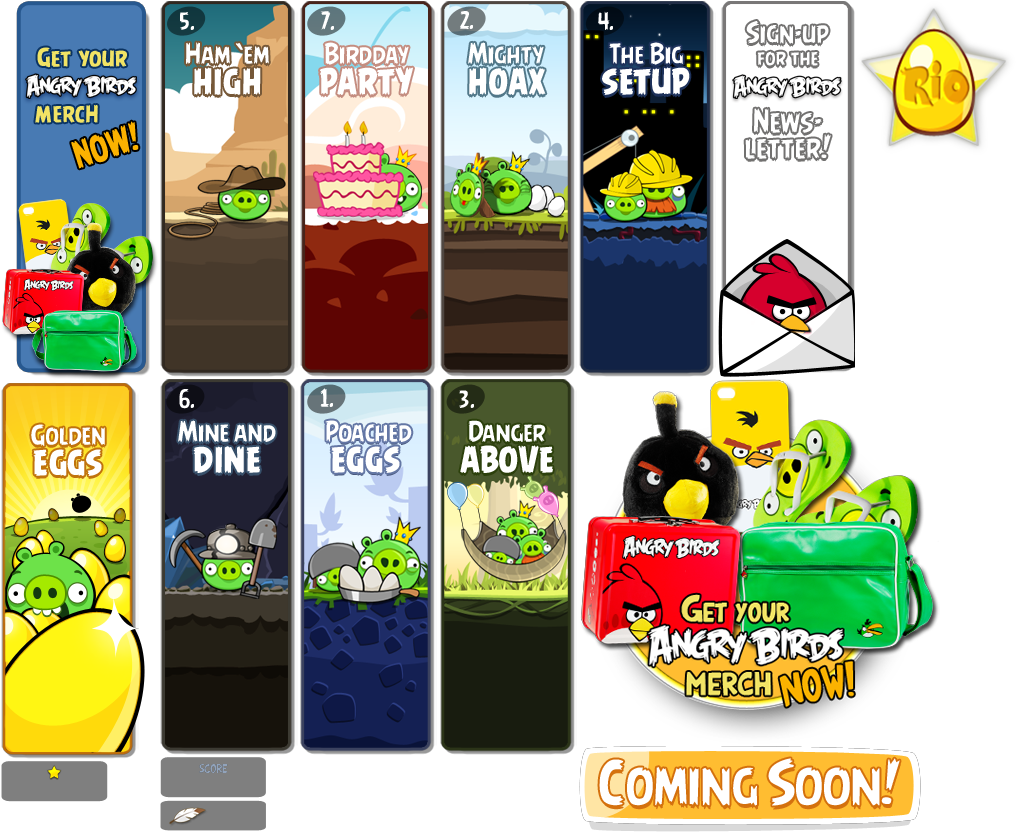 GET YOUR
ANGRY BIRDS
MERCH
NOW!
ANGRY BIRDS
5.
HAM 'EM
HIGH
7.
BIRDDAY
PARTY
2.
MIGHTY
HOAX
4.
THE BIG
SETUP
SIGN-UP
FOR THE
ANGRY BIRDS
NEWS-
LETTER!
RIO
GOLDEN
EGGS
6.
MINE AND
DINE
1.
POACHED
EGGS
3.
DANGER
ABOVE
ANGRY BIRDS
GET YOUR
ANGRY BIRDS
MERCH NOW!
SCORE
COMING SOON!